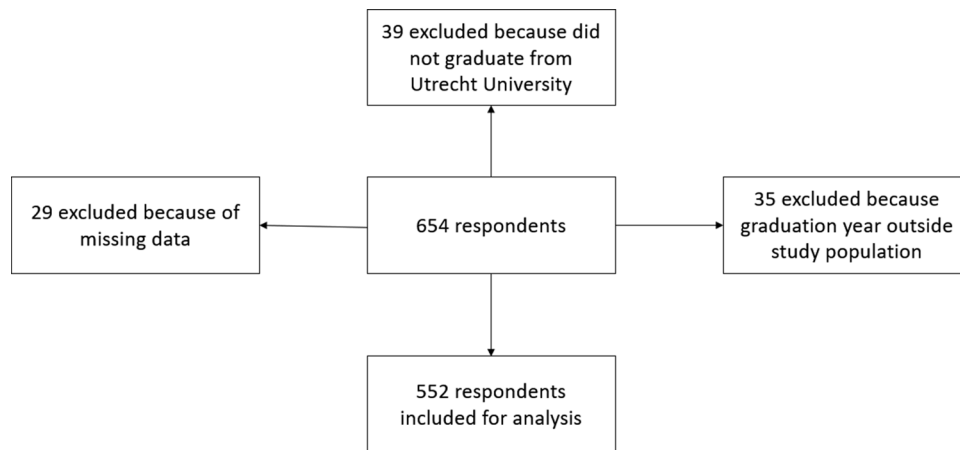 39 excluded because did
not graduate from
Utrecht University
29 excluded because of
missing data
654 respondents
35 excluded because
graduation year outside
study population
552 respondents
included for analysis